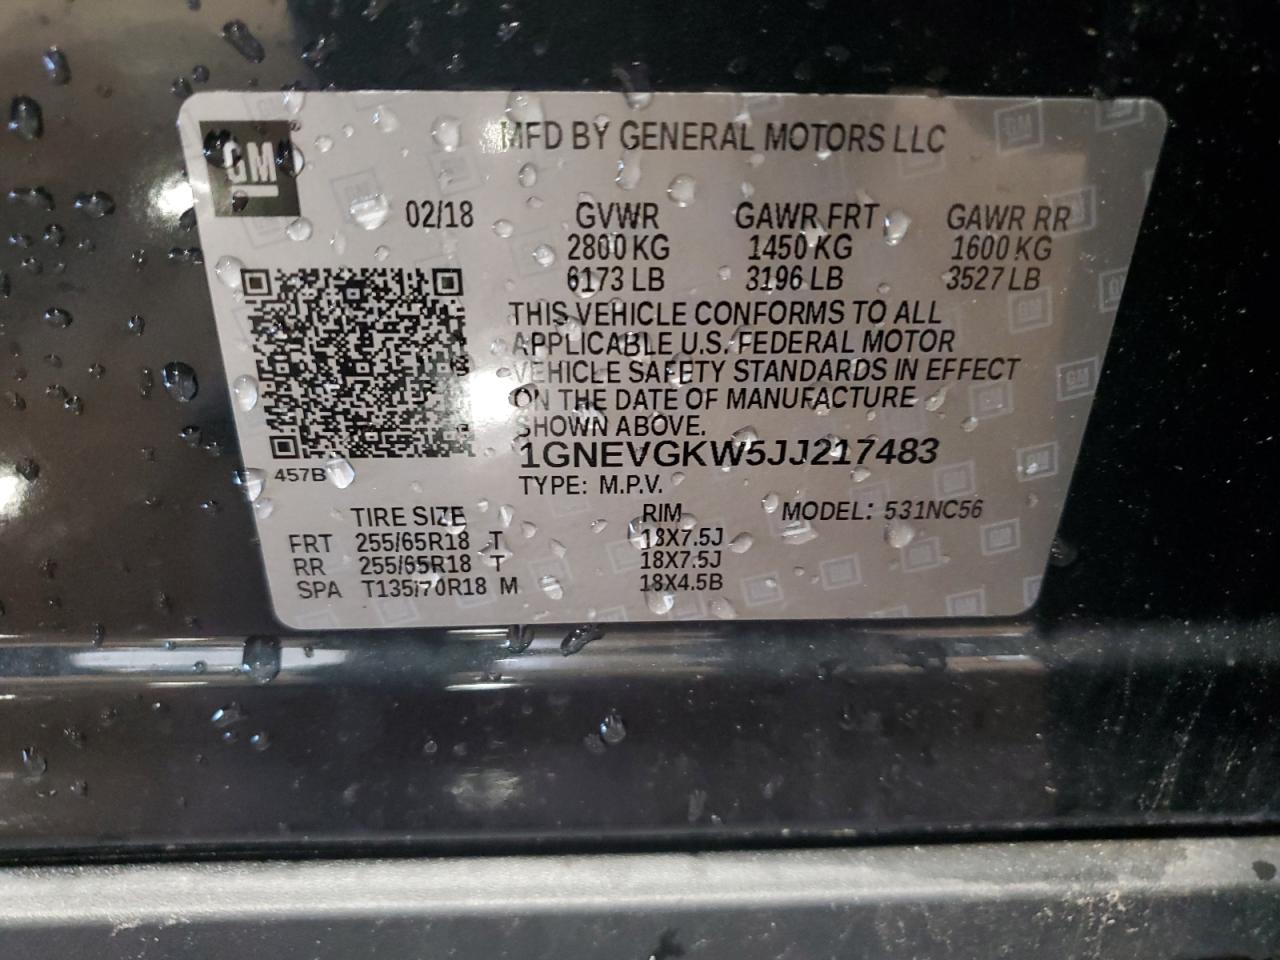 GM
MFD BY GENERAL MOTORS LLC
02/18 GVWR GAWR FRT GAWR RR
2800 KG 1450 KG 1600 KG
6173 LB 3196 LB 3527 LB
THIS VEHICLE CONFORMS TO ALL
APPLICABLE U.S. FEDERAL MOTOR
VEHICLE SAFETY STANDARDS IN EFFECT
ON THE DATE OF MANUFACTURE
SHOWN ABOVE.
1GNEVGKW5JJ217483
457B
TYPE: M.P.V.
TIRE SIZE RIM MODEL: 531NC56
FRT 255/65R18 T 18X7.5J
RR 255/65R18 T 18X7.5J
SPA T135/70R18 M 18X4.5B